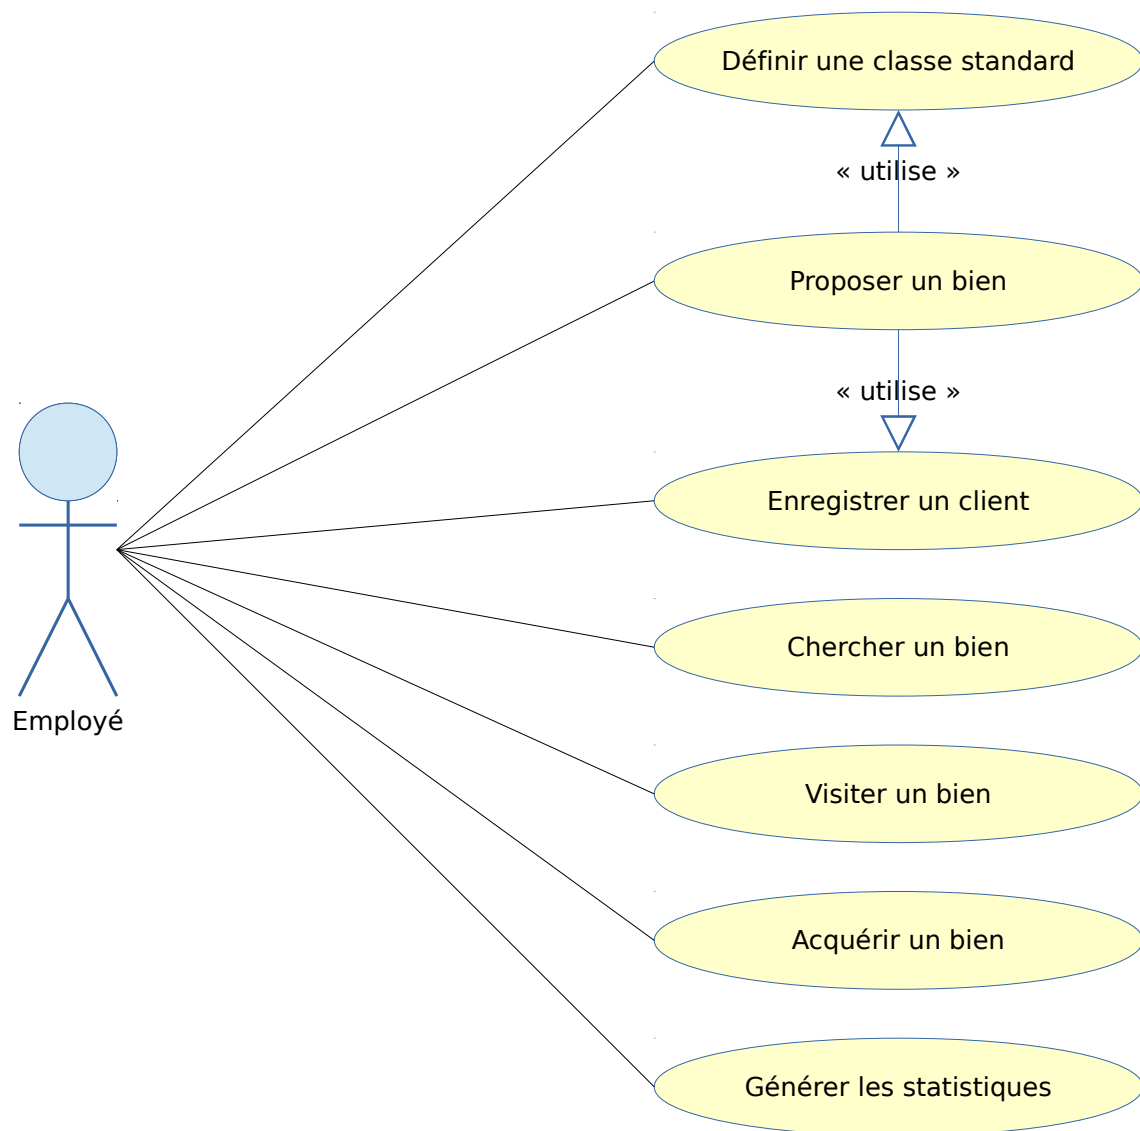 Définir une classe standard
« utilise »
Proposer un bien
« utilise »
Enregistrer un client
Chercher un bien
Employé
Visiter un bien
Acquérir un bien
Générer les statistiques